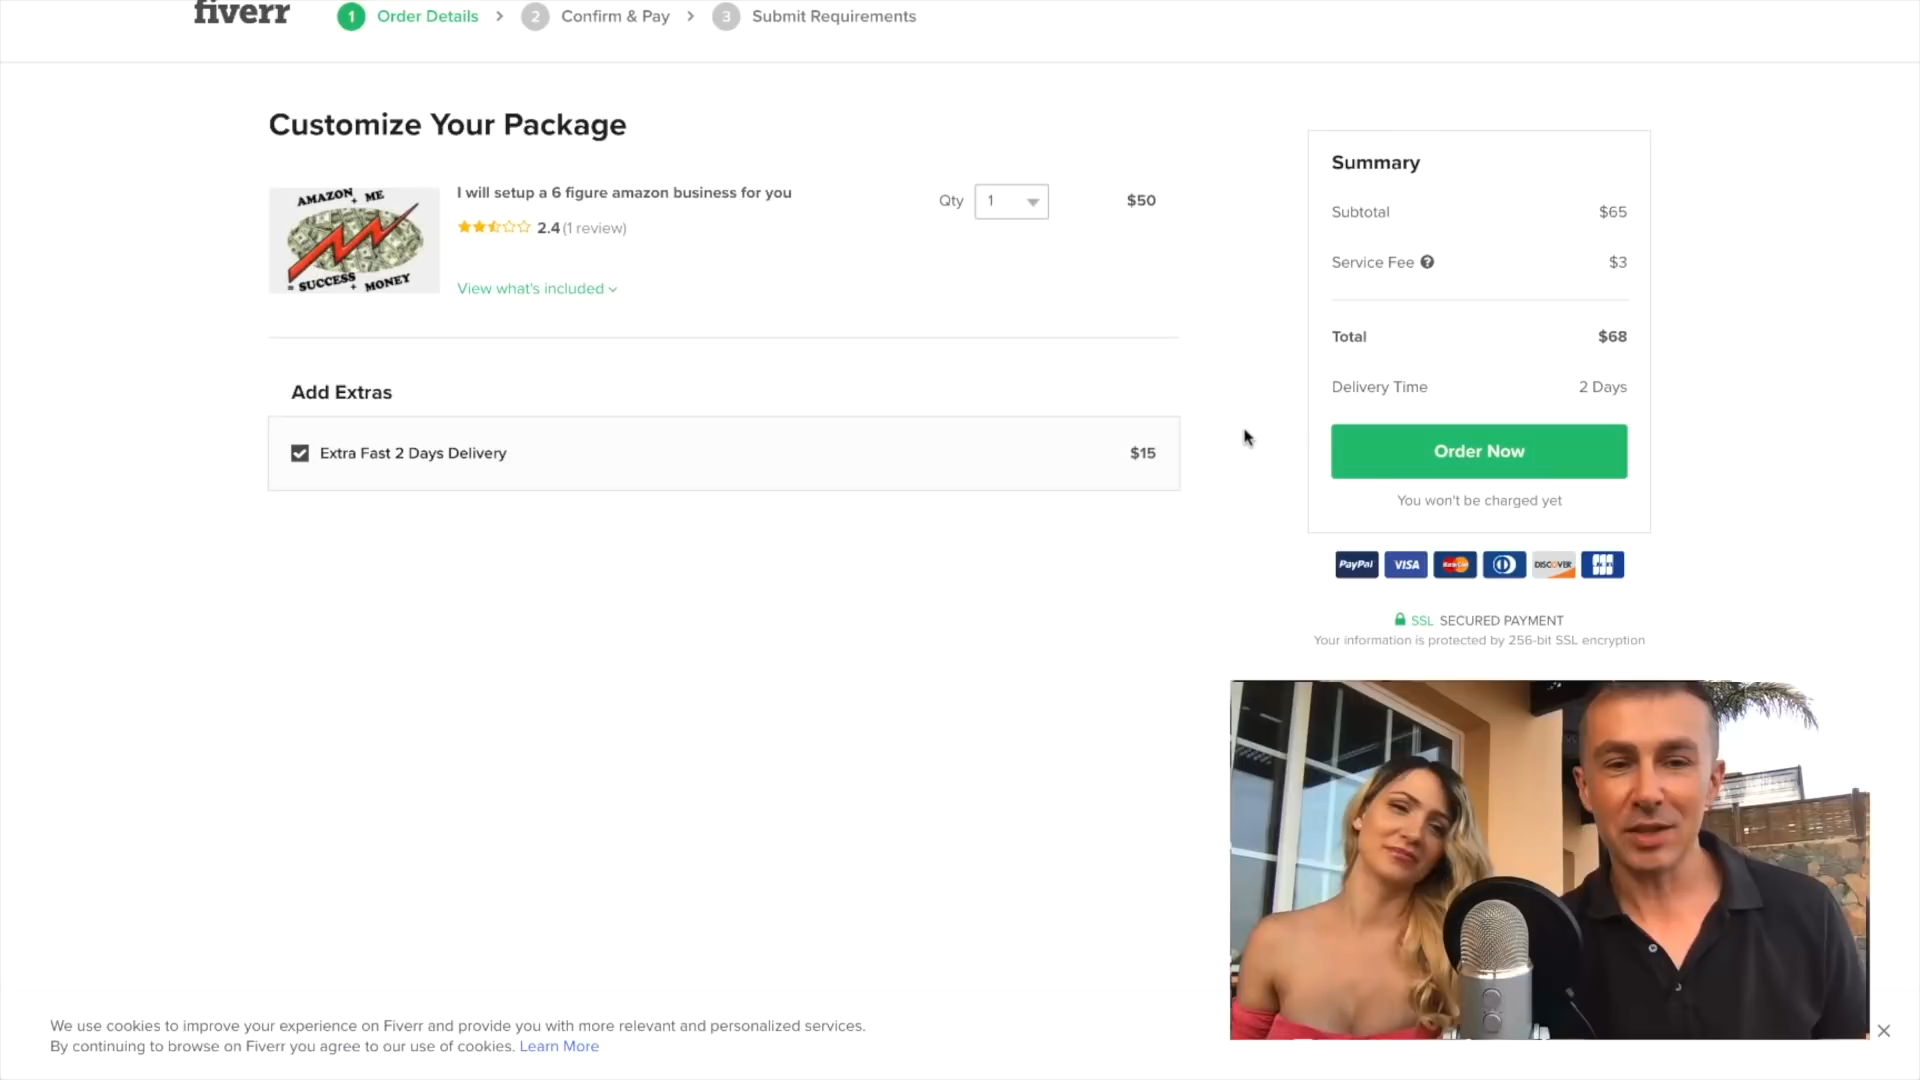 fiverr
1 Order Details > 2 Confirm & Pay > 3 Submit Requirements
Customize Your Package
AMAZON + ME
= SUCCESS + MONEY
I will setup a 6 figure amazon business for you
2.4 (1 review)
View what's included
Qty 1 $50
Add Extras
Extra Fast 2 Days Delivery $15
Summary
Subtotal $65
Service Fee ? $3
Total $68
Delivery Time 2 Days
Order Now
You won't be charged yet
PayPal VISA MasterCard DISCOVER JCB
SSL SECURED PAYMENT
Your information is protected by 256-bit SSL encryption
We use cookies to improve your experience on Fiverr and provide you with more relevant and personalized services.
By continuing to browse on Fiverr you agree to our use of cookies. Learn More